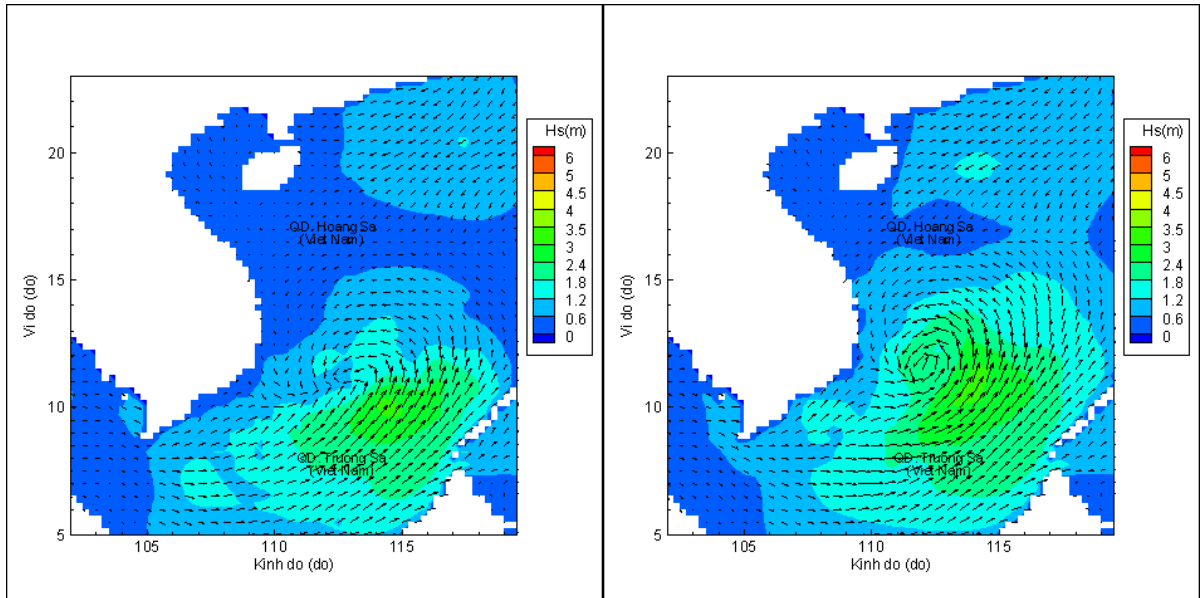 Hs(m)
6
5
4.5
4
3.5
3
2.4
1.8
1.2
0.6
0
20
15
10
5
Vi do (do)
QD. Hoang Sa
(Viet Nam)
QD. Truong Sa
(Viet Nam)
105
110
115
Kinh do (do)
Hs(m)
6
5
4.5
4
3.5
3
2.4
1.8
1.2
0.6
0
20
15
10
5
Vi do (do)
QD. Hoang Sa
(Viet Nam)
QD. Truong Sa
(Viet Nam)
105
110
115
Kinh do (do)